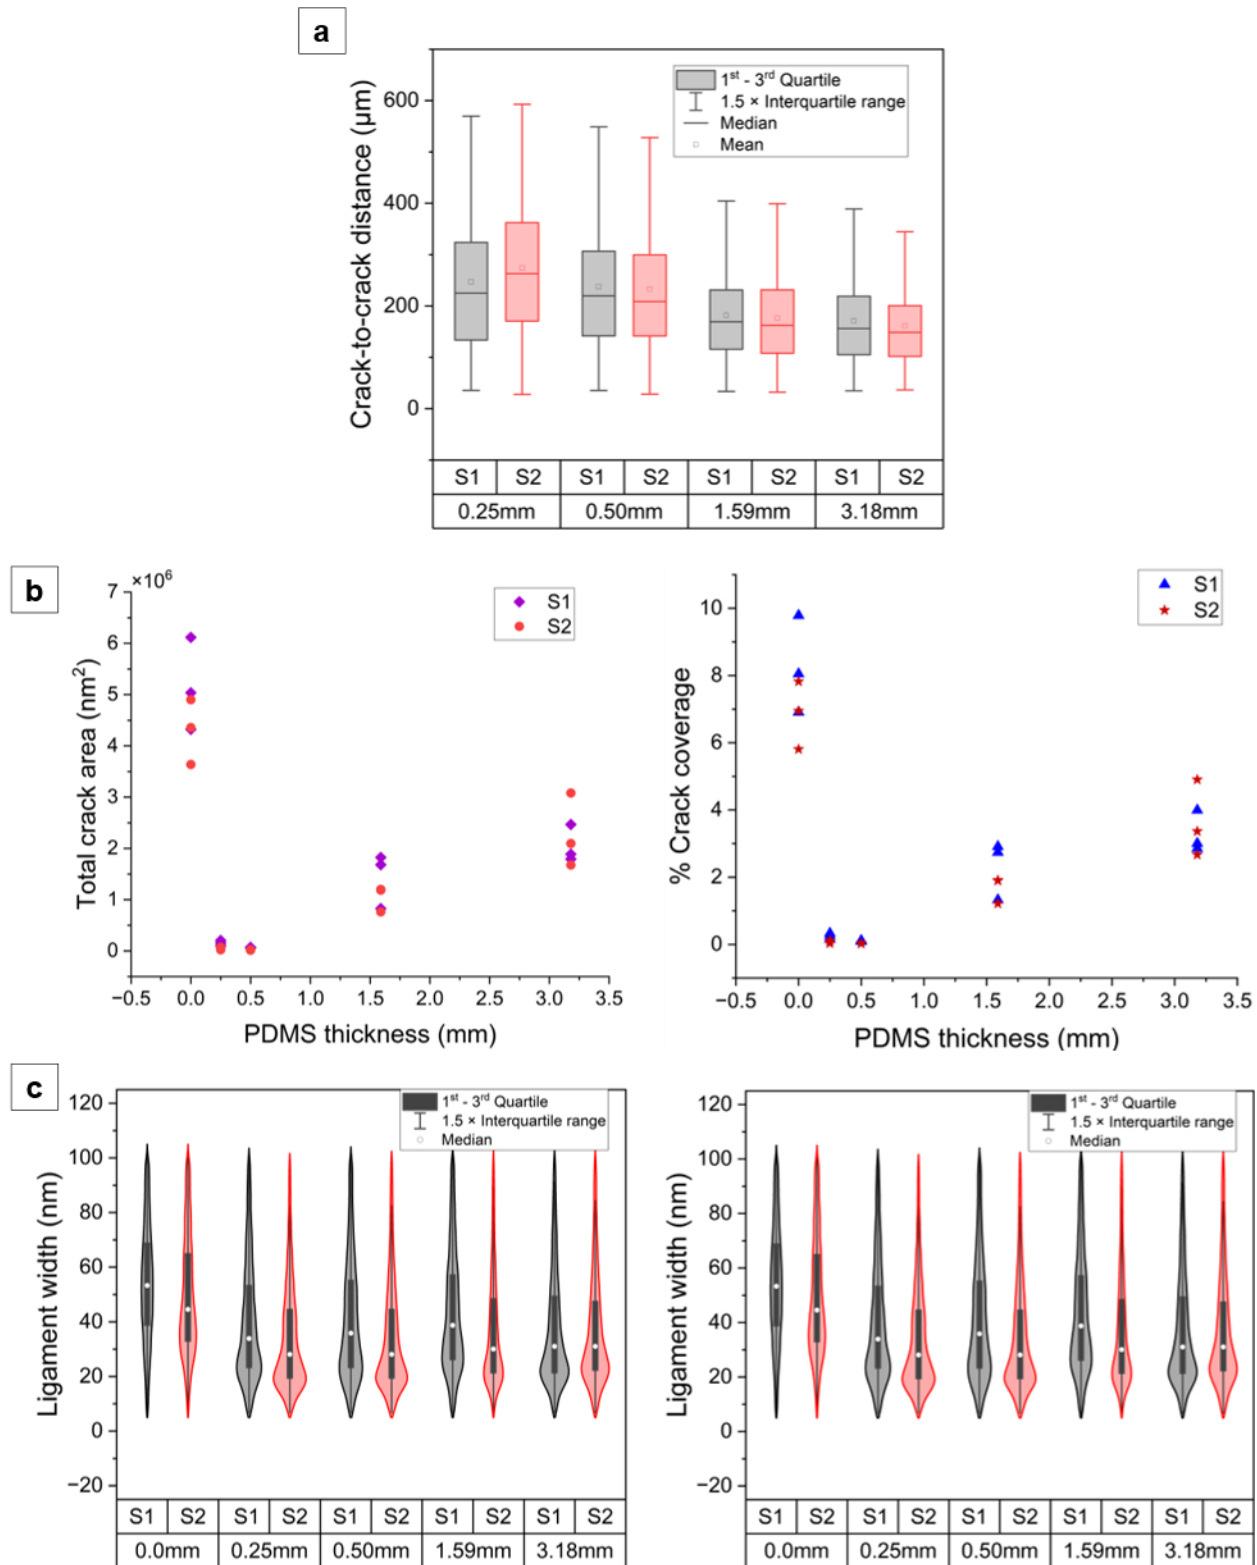 a
Crack-to-crack distance (µm)
600
400
200
0
1st - 3rd Quartile
1.5 × Interquartile range
Median
Mean
S1 S2 S1 S2 S1 S2 S1 S2
0.25mm 0.50mm 1.59mm 3.18mm
b
×10⁶
Total crack area (nm²)
7
6
5
4
3
2
1
0
S1
S2
−0.5 0.0 0.5 1.0 1.5 2.0 2.5 3.0 3.5
PDMS thickness (mm)
% Crack coverage
10
8
6
4
2
0
S1
S2
−0.5 0.0 0.5 1.0 1.5 2.0 2.5 3.0 3.5
PDMS thickness (mm)
c
Ligament width (nm)
120
100
80
60
40
20
0
−20
1st - 3rd Quartile
1.5 × Interquartile range
Median
S1 S2 S1 S2 S1 S2 S1 S2 S1 S2
0.0mm 0.25mm 0.50mm 1.59mm 3.18mm
Ligament width (nm)
120
100
80
60
40
20
0
−20
1st - 3rd Quartile
1.5 × Interquartile range
Median
S1 S2 S1 S2 S1 S2 S1 S2 S1 S2
0.0mm 0.25mm 0.50mm 1.59mm 3.18mm